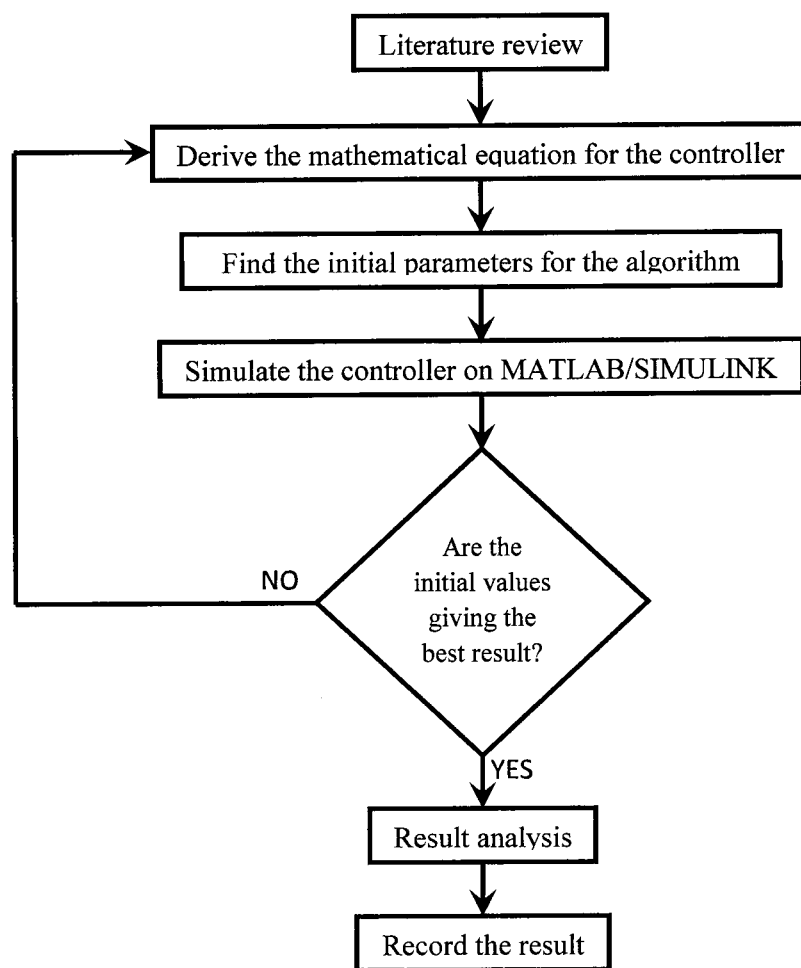 Literature review
Derive the mathematical equation for the controller
Find the initial parameters for the algorithm
Simulate the controller on MATLAB/SIMULINK
Are the
initial values
giving the
best result?
NO
YES
Result analysis
Record the result